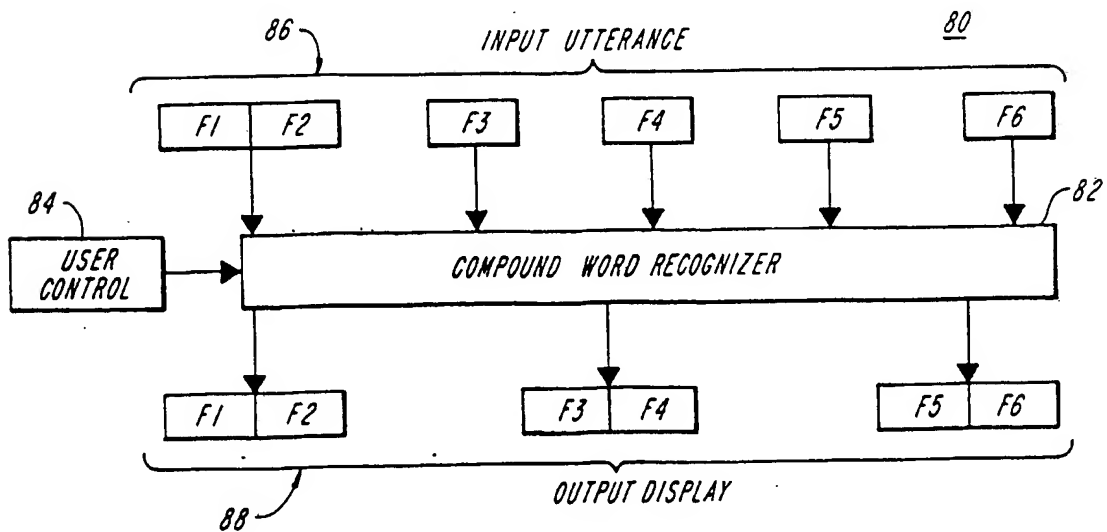 86
INPUT UTTERANCE
80
F1 F2 F3 F4 F5 F6
84
82
USER
CONTROL
COMPOUND WORD RECOGNIZER
F1 F2 F3 F4 F5 F6
88
OUTPUT DISPLAY